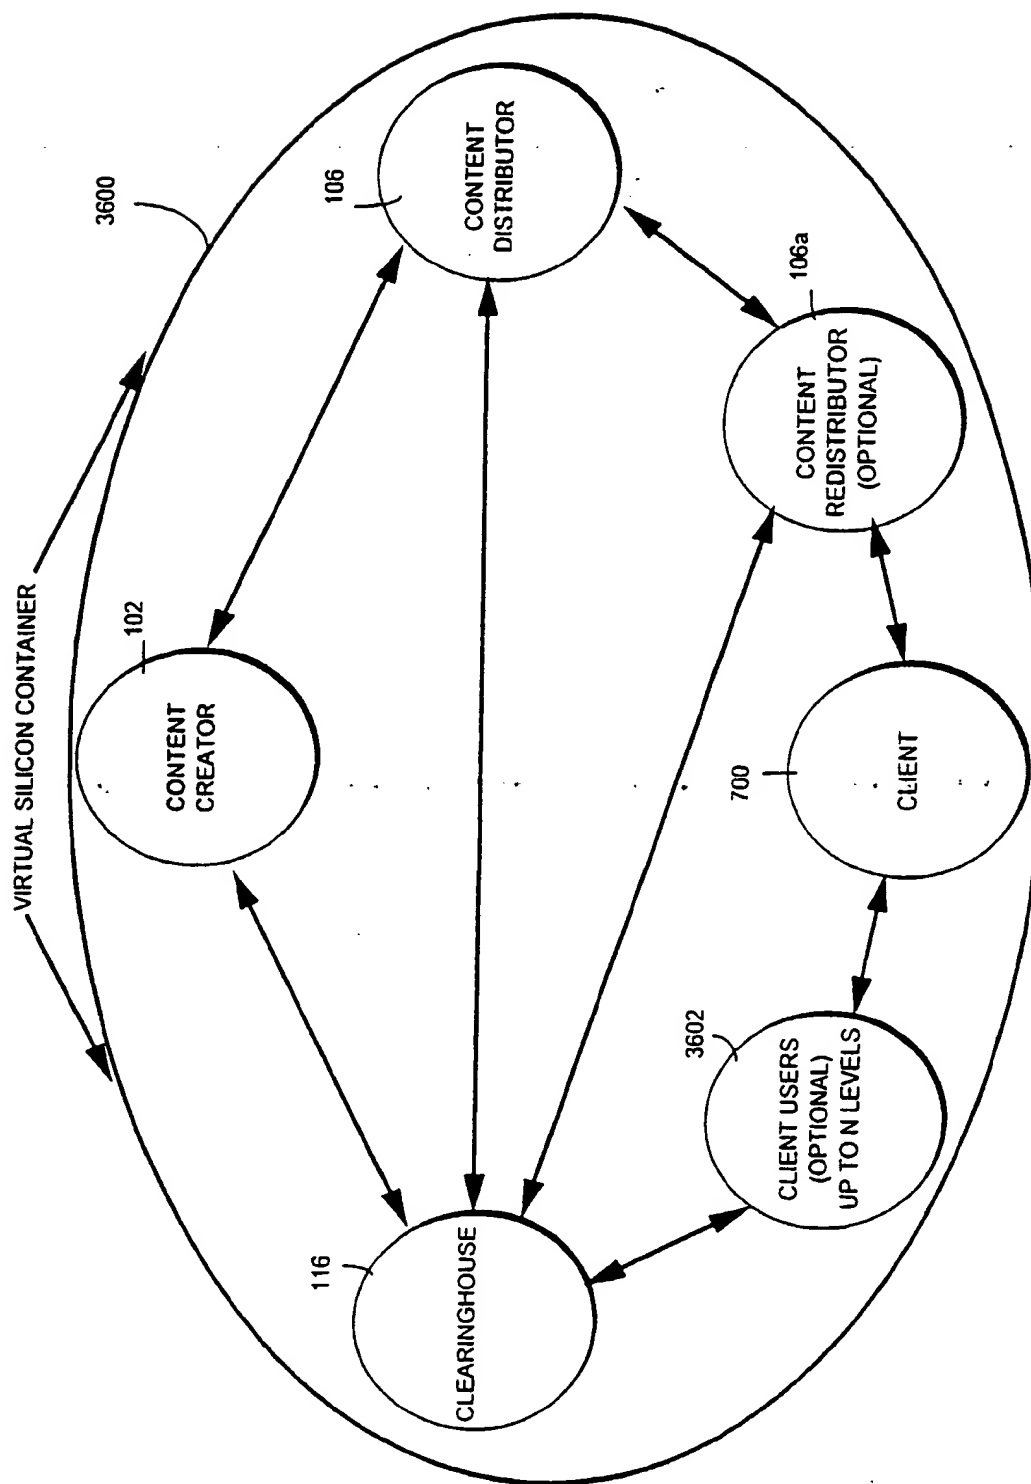 VIRTUAL SILICON CONTAINER
3600
102
CONTENT
CREATOR
106
CONTENT
DISTRIBUTOR
116
CLEARINGHOUSE
106a
CONTENT
REDISTRIBUTOR
(OPTIONAL)
3602
CLIENT USERS
(OPTIONAL)
UP TO N LEVELS
700
CLIENT